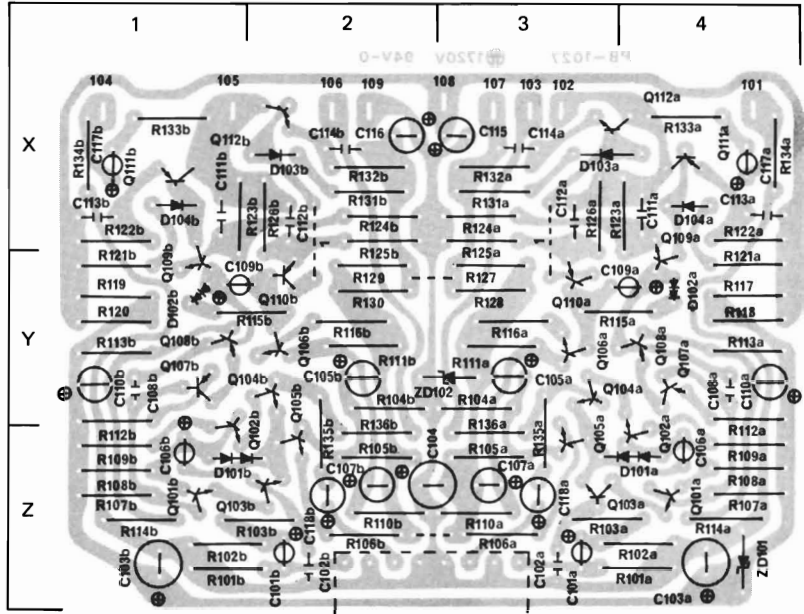 1 2 3 4
PB-1027 1720V 94V-0
104 105 106 109 108 107 103 102 101
X
Q112a
R133b C114b C116 C115 C114a R133a
R134b C117b Q111b Q112b C111b D103b D103a Q111a C117a R134a
R132b R132a
C113b D104b R123b R126b C112b R131b R131a C112a R126a R123a C111a D104a C113a
R122b R124b R124a Q109a R122a
1 1
R121b Q109b R125b R125a R121a
R119 C109b R129 R127 C109a R117
D102b Q110b Q110a D102a
R120 R130 R128 R118
Y
R115b R115a
R113b Q108b R116b R116a Q108a R113a
Q107b Q106b R111b R111a Q106a Q107a
C110b C108b Q104b C105b ZD102 C105a Q104a C108a C110a
Q105b R104b R104a
R112b Q102b R135b R136b C104 R136a R135a Q105a Q102a R112a
R109b C106b D101b R105b R105a D101a C106a R109a
Z
R108b Q101b C107b C107a C118a Q101a R108a
R107b Q103b C118b Q103a R107a
R114b R103b R110b R110a R103a R114a
C103b R102b R106b R106a R102a ZD101
R101b C101b C102b C102a C101a R101a
C103a